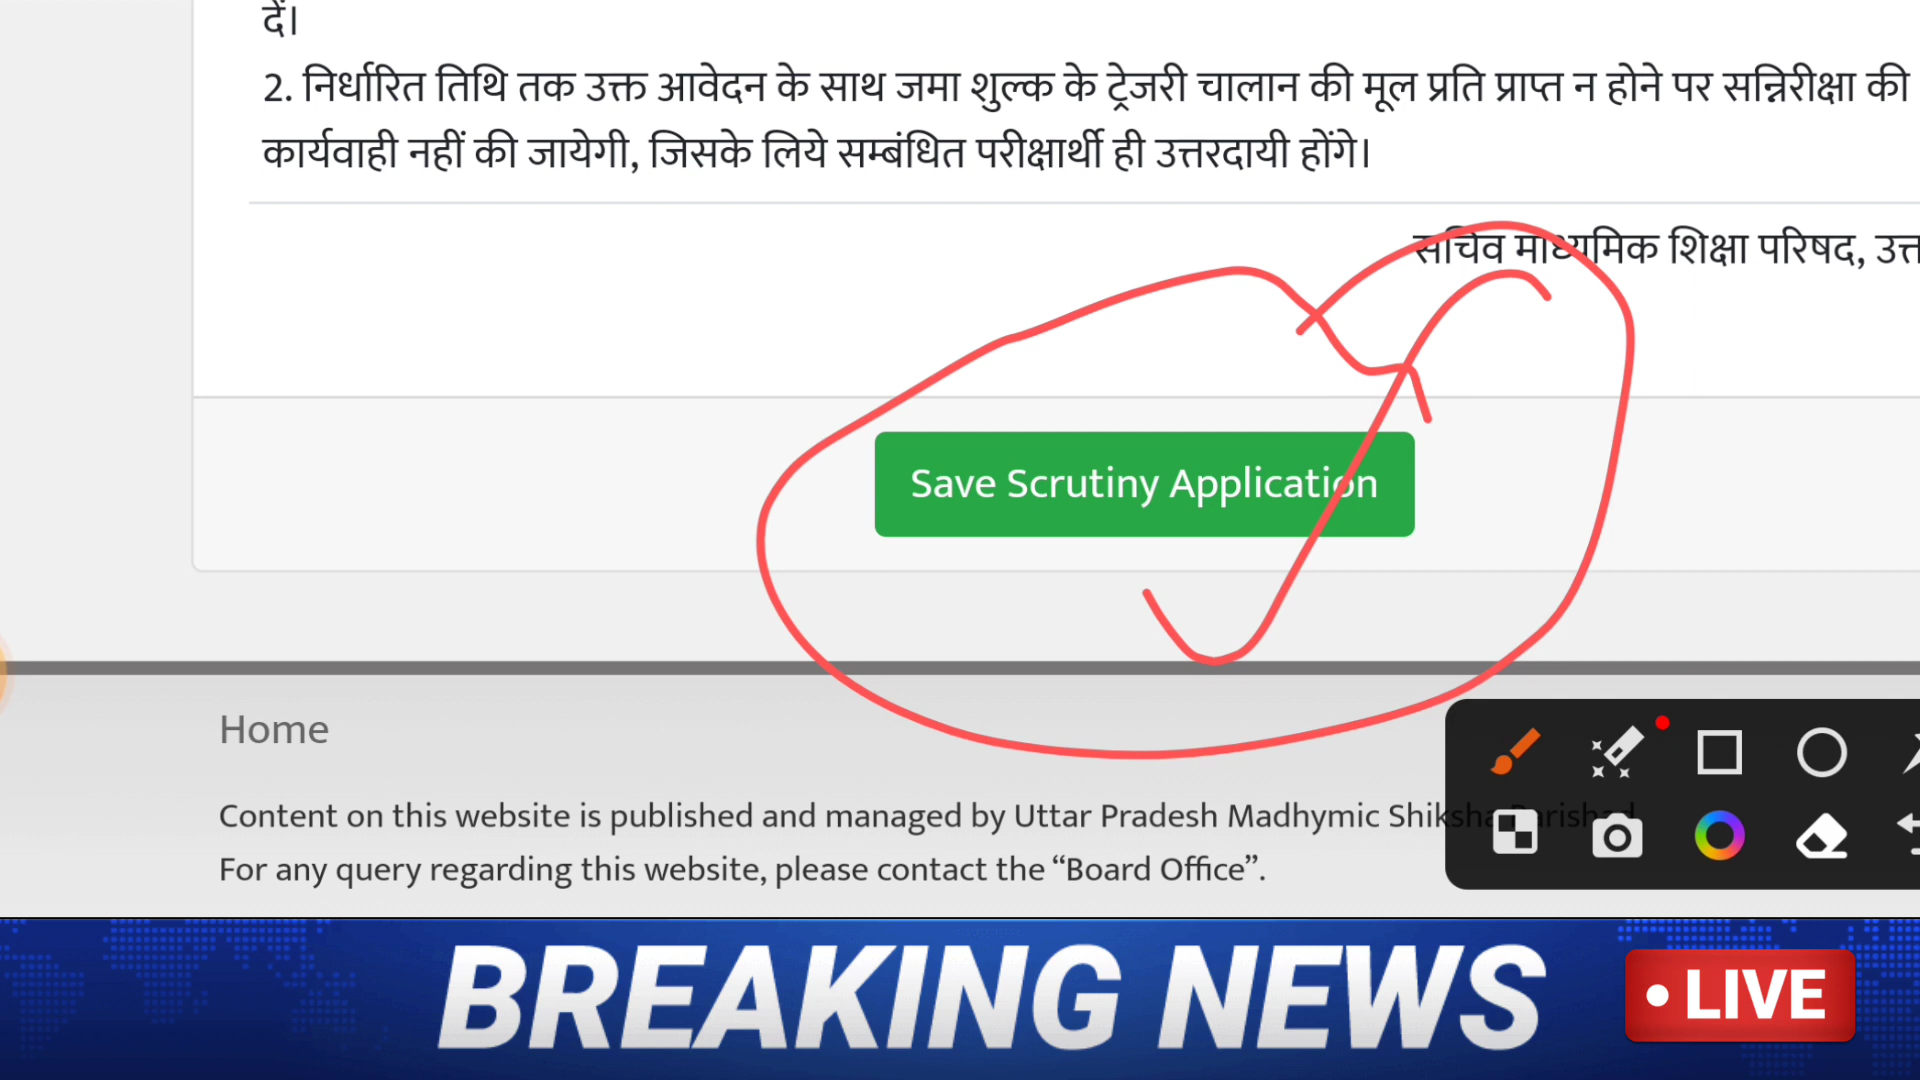 दें।
2. निर्धारित तिथि तक उक्त आवेदन के साथ जमा शुल्क के ट्रेजरी चालान की मूल प्रति प्राप्त न होने पर सन्निरीक्षा की
कार्यवाही नहीं की जायेगी, जिसके लिये सम्बंधित परीक्षार्थी ही उत्तरदायी होंगे।
सचिव माध्यमिक शिक्षा परिषद, उत्त
Save Scrutiny Application
Home
Content on this website is published and managed by Uttar Pradesh Madhymic Shiksha Parishad
For any query regarding this website, please contact the “Board Office”.
BREAKING NEWS
• LIVE